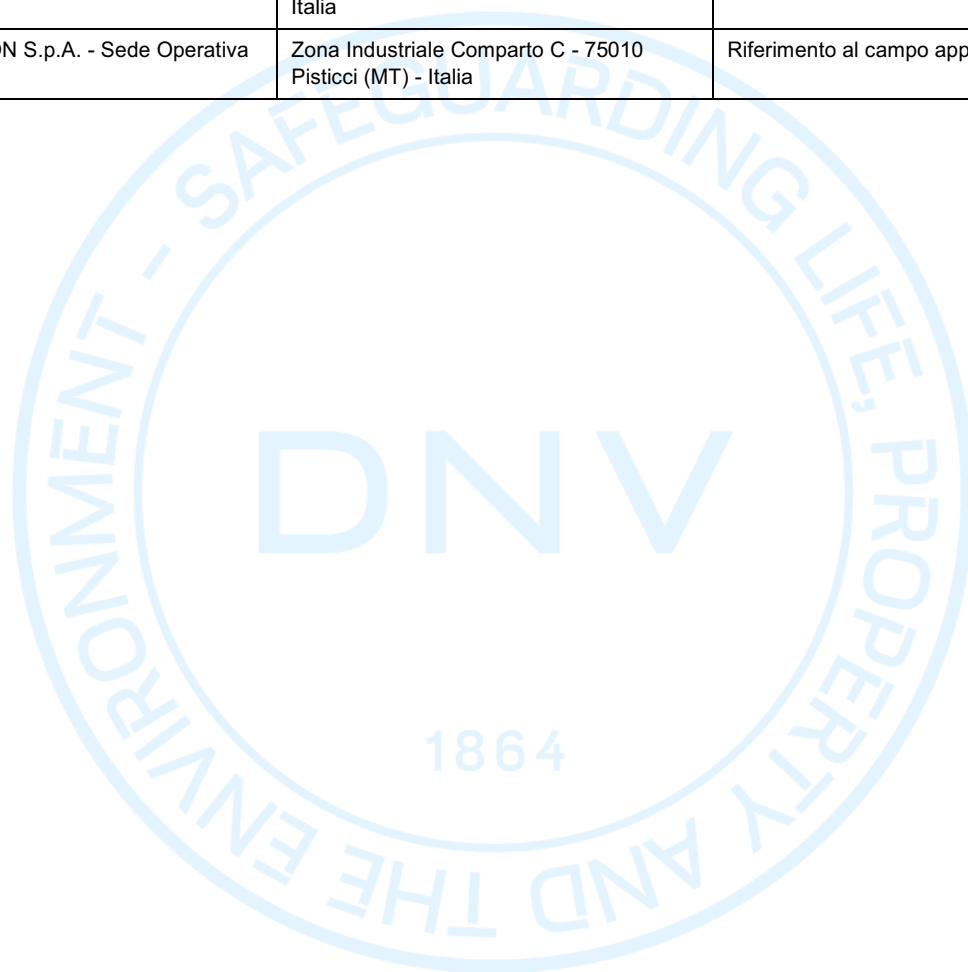 Italia
N S.p.A. - Sede Operativa
Zona Industriale Comparto C - 75010
Pisticci (MT) - Italia
Riferimento al campo app
SAFEGUARDING LIFE, PROPERTY AND THE ENVIRONMENT -
DNV
1864